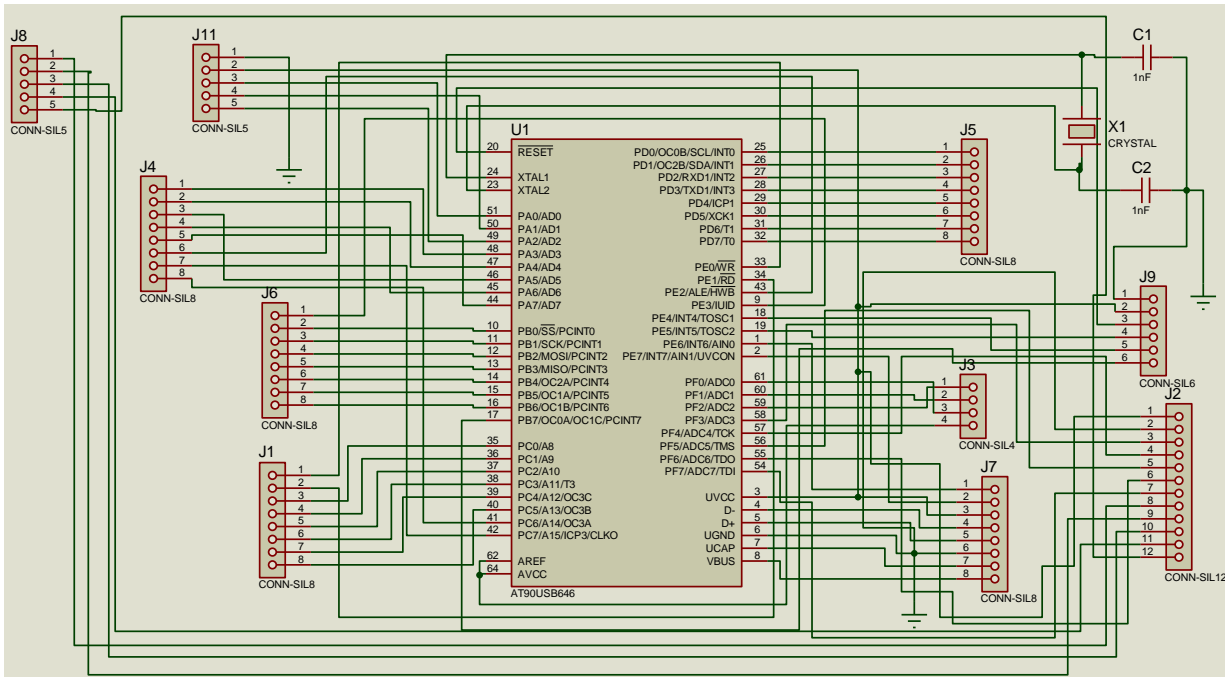 J8
1
2
3
4
5
CONN-SIL5
J11
1
2
3
4
5
CONN-SIL5
C1
1nF
X1
CRYSTAL
C2
1nF
J4
1
2
3
4
5
6
7
8
CONN-SIL8
J6
1
2
3
4
5
6
7
8
CONN-SIL8
J1
1
2
3
4
5
6
7
8
CONN-SIL8
U1
20 RESET
24 XTAL1
23 XTAL2
51 PA0/AD0
50 PA1/AD1
49 PA2/AD2
48 PA3/AD3
47 PA4/AD4
46 PA5/AD5
45 PA6/AD6
44 PA7/AD7
10 PB0/SS/PCINT0
11 PB1/SCK/PCINT1
12 PB2/MOSI/PCINT2
13 PB3/MISO/PCINT3
14 PB4/OC2A/PCINT4
15 PB5/OC1A/PCINT5
16 PB6/OC1B/PCINT6
17 PB7/OC0A/OC1C/PCINT7
35 PC0/A8
36 PC1/A9
37 PC2/A10
38 PC3/A11/T3
39 PC4/A12/OC3C
40 PC5/A13/OC3B
41 PC6/A14/OC3A
42 PC7/A15/ICP3/CLKO
62 AREF
64 AVCC
PD0/OC0B/SCL/INT0 25
PD1/OC2B/SDA/INT1 26
PD2/RXD1/INT2 27
PD3/TXD1/INT3 28
PD4/ICP1 29
PD5/XCK1 30
PD6/T1 31
PD7/T0 32
PE0/WR 33
PE1/RD 34
PE2/ALE/HWB 43
PE3/IUID 9
PE4/INT4/TOSC1 18
PE5/INT5/TOSC2 19
PE6/INT6/AIN0 1
PE7/INT7/AIN1/UVCON 2
PF0/ADC0 61
PF1/ADC1 60
PF2/ADC2 59
PF3/ADC3 58
PF4/ADC4/TCK 57
PF5/ADC5/TMS 56
PF6/ADC6/TDO 55
PF7/ADC7/TDI 54
UVCC 3
D- 4
D+ 5
UGND 6
UCAP 7
VBUS 8
AT90USB646
J5
1
2
3
4
5
6
7
8
CONN-SIL8
J9
1
2
3
4
5
6
CONN-SIL6
J3
1
2
3
4
CONN-SIL4
J2
1
2
3
4
5
6
7
8
9
10
11
12
CONN-SIL12
J7
1
2
3
4
5
6
7
8
CONN-SIL8